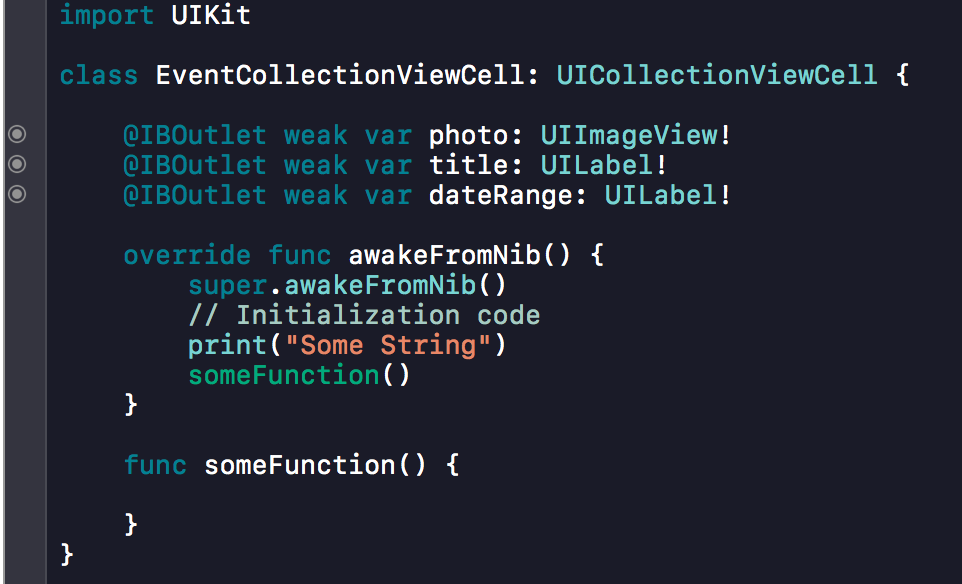 import UIKit
class EventCollectionViewCell: UICollectionViewCell {
@IBOutlet weak var photo: UIImageView!
@IBOutlet weak var title: UILabel!
@IBOutlet weak var dateRange: UILabel!
override func awakeFromNib() {
super.awakeFromNib()
// Initialization code
print("Some String")
someFunction()
}
func someFunction() {
}
}